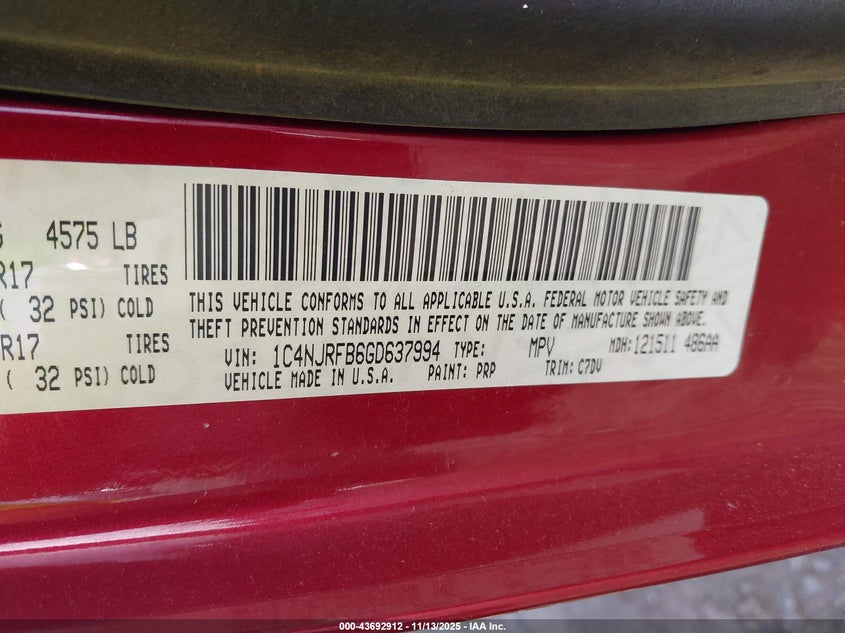 G 4575 LB
R17 TIRES
( 32 PSI) COLD
R17 TIRES
( 32 PSI) COLD
THIS VEHICLE CONFORMS TO ALL APPLICABLE U.S.A. FEDERAL MOTOR VEHICLE SAFETY AND
THEFT PREVENTION STANDARDS IN EFFECT ON THE DATE OF MANUFACTURE SHOWN ABOVE.
VIN: 1C4NJRFB6GD637994 TYPE: MPV MDH:121511 486AA
VEHICLE MADE IN U.S.A. PAINT: PRP TRIM: C7DV
000-43692912 - 11/13/2025 - IAA Inc.